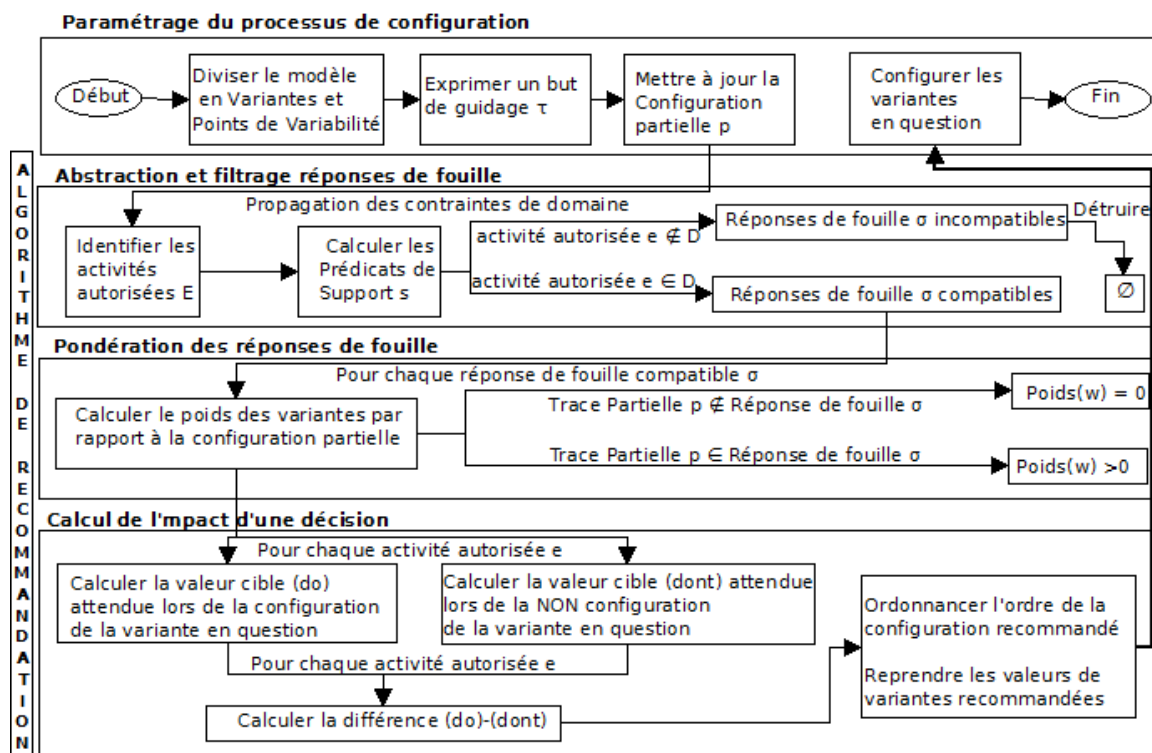 Paramétrage du processus de configuration
Début
Diviser le modèle
en Variantes et
Points de Variabilité
Exprimer un but
de guidage τ
Mettre à jour la
Configuration
partielle p
Configurer les
variantes
en question
Fin
ALGORITHME DE RECOMMANDATION
Abstraction et filtrage réponses de fouille
Propagation des contraintes de domaine
Identifier les
activités
autorisées E
Calculer les
Prédicats de
Support s
activité autorisée e ∉ D
Réponses de fouille σ incompatibles
Détruire
∅
activité autorisée e ∈ D
Réponses de fouille σ compatibles
Pondération des réponses de fouille
Pour chaque réponse de fouille compatible σ
Calculer le poids des variantes par
rapport à la configuration partielle
Trace Partielle p ∉ Réponse de fouille σ
Poids(w) = 0
Trace Partielle p ∈ Réponse de fouille σ
Poids(w) >0
Calcul de l'mpact d'une décision
Pour chaque activité autorisée e
Calculer la valeur cible (do)
attendue lors de la configuration
de la variante en question
Calculer la valeur cible (dont) attendue
lors de la NON configuration
de la variante en question
Pour chaque activité autorisée e
Calculer la différence (do)-(dont)
Ordonnancer l'ordre de la
configuration recommandé
Reprendre les valeurs de
variantes recommandées